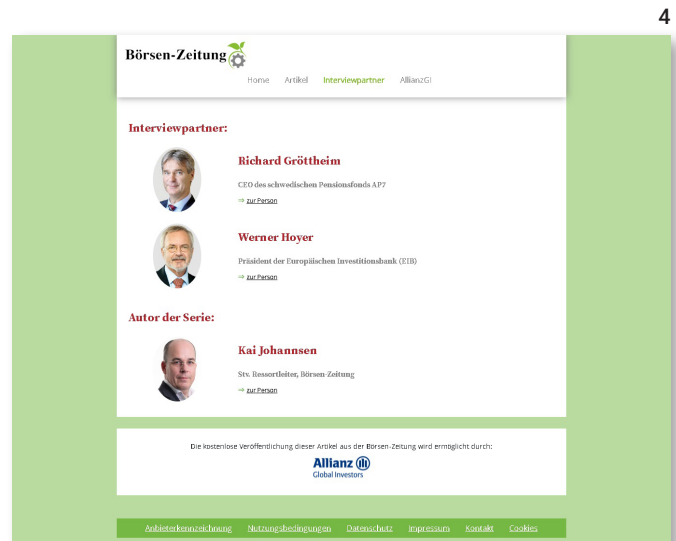 4
Börsen-Zeitung
Home Artikel Interviewpartner AllianzGI
Interviewpartner:
Richard Gröttheim
CEO des schwedischen Pensionsfonds AP7
⇒ zur Person
Werner Hoyer
Präsident der Europäischen Investitionsbank (EIB)
⇒ zur Person
Autor der Serie:
Kai Johannsen
Stv. Ressortleiter, Börsen-Zeitung
⇒ zur Person
Die kostenlose Veröffentlichung dieser Artikel aus der Börsen-Zeitung wird ermöglicht durch:
Allianz
Global Investors
Anbieterkennzeichnung Nutzungsbedingungen Datenschutz Impressum Kontakt Cookies